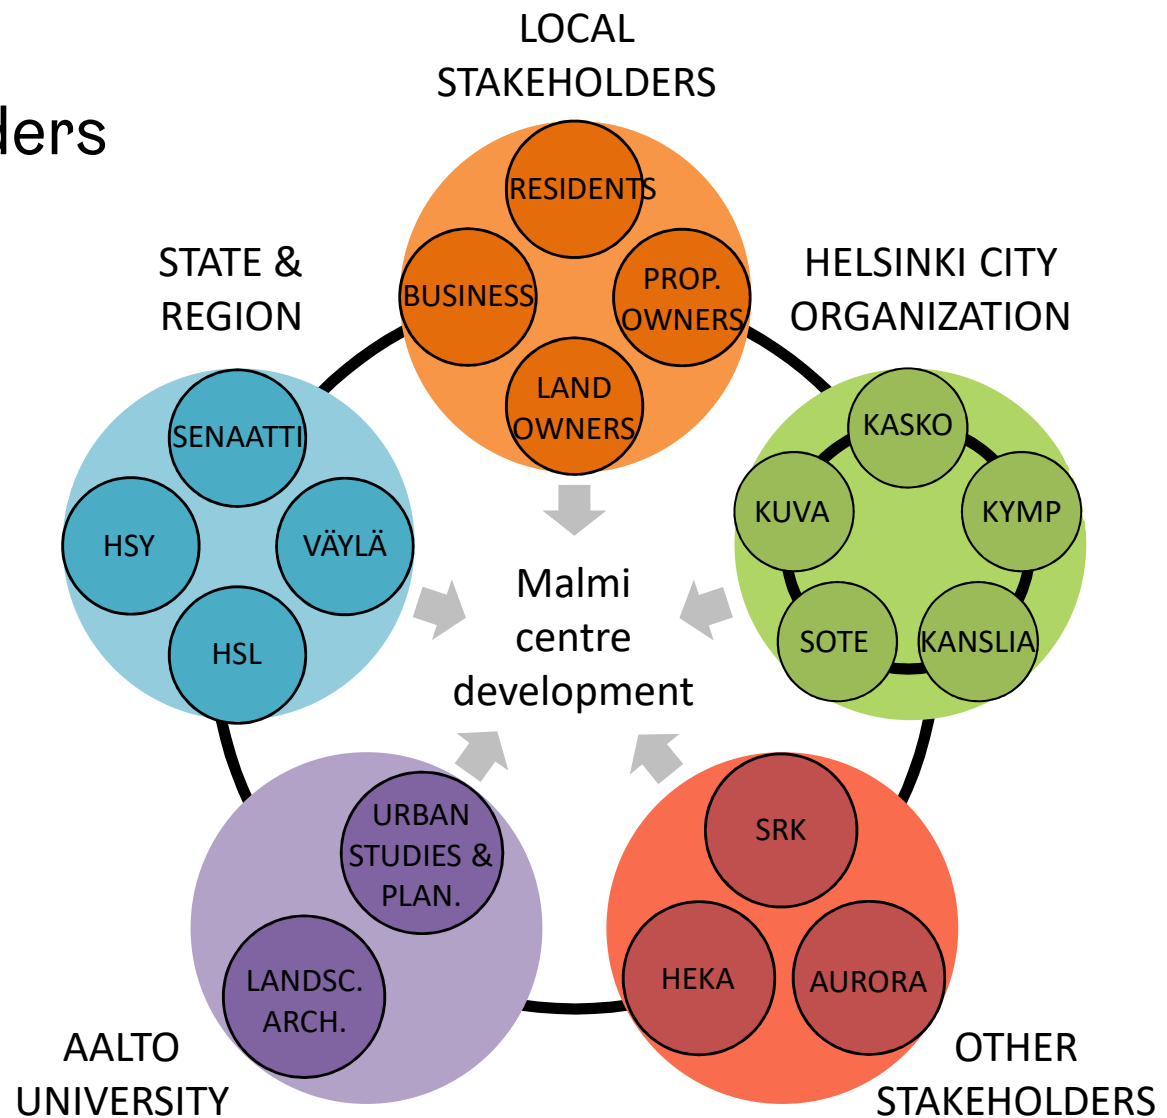 LOCAL
STAKEHOLDERS
ders
RESIDENTS
BUSINESS
PROP.
OWNERS
LAND
OWNERS
STATE &
REGION
SENAATTI
HSY
VÄYLÄ
HSL
HELSINKI CITY
ORGANIZATION
KASKO
KUVA
KYMP
SOTE
KANSLIA
Malmi
centre
development
URBAN
STUDIES &
PLAN.
LANDSC.
ARCH.
AALTO
UNIVERSITY
SRK
HEKA
AURORA
OTHER
STAKEHOLDERS